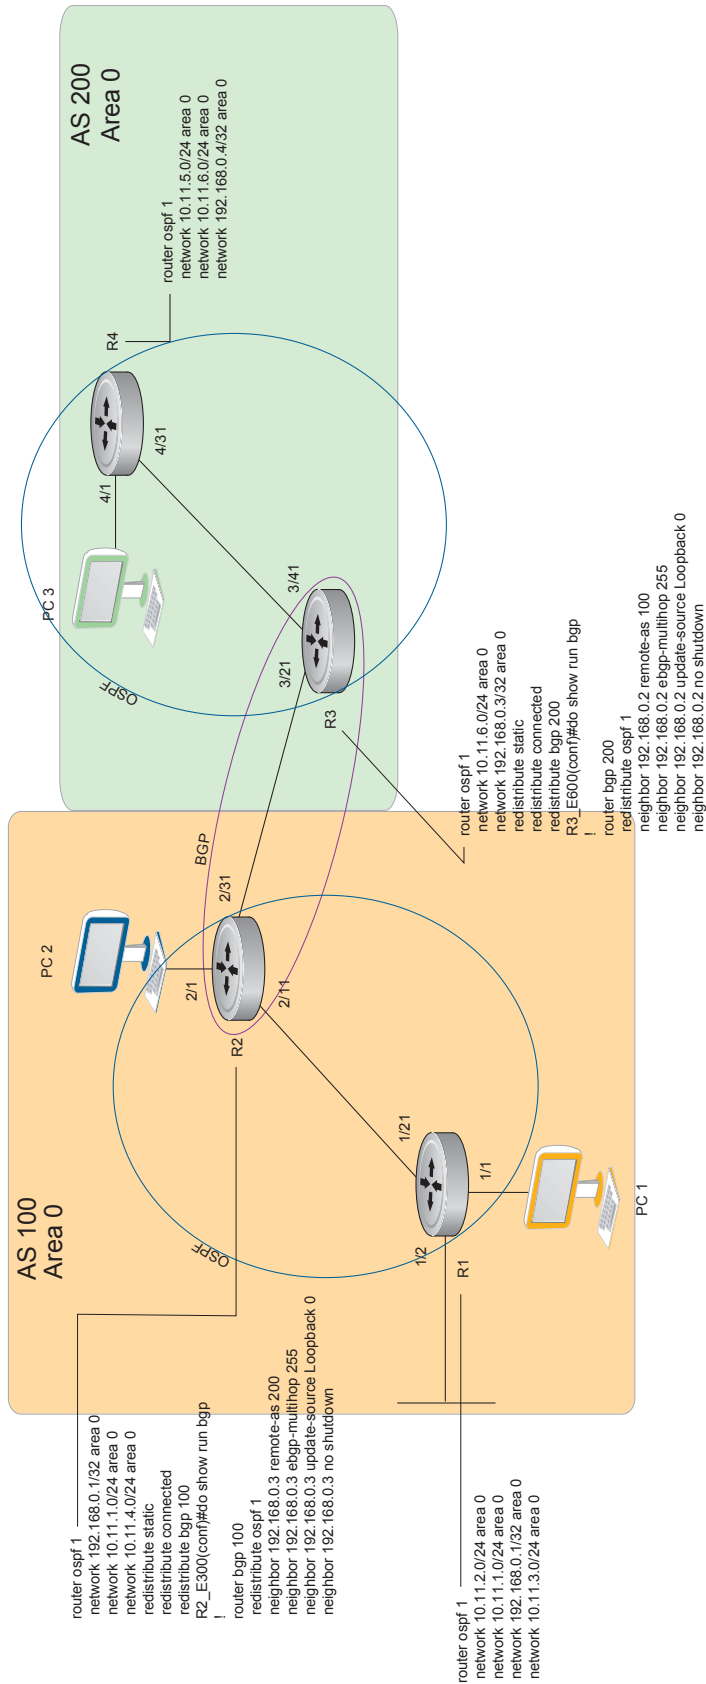 AS 100
Area 0
AS 200
Area 0
router ospf 1
network 192.168.0.1/32 area 0
network 10.11.1.0/24 area 0
network 10.11.4.0/24 area 0
redistribute static
redistribute connected
redistribute bgp 100
R2_E300(conf)#do show run bgp
!
router bgp 100
redistribute ospf 1
neighbor 192.168.0.3 remote-as 200
neighbor 192.168.0.3 ebgp-multihop 255
neighbor 192.168.0.3 update-source Loopback 0
neighbor 192.168.0.3 no shutdown
router ospf 1
network 10.11.2.0/24 area 0
network 10.11.1.0/24 area 0
network 192.168.0.1/32 area 0
network 10.11.3.0/24 area 0
OSPF
R1
1/2
1/1
1/21
PC 1
R2
2/1
2/11
2/31
PC 2
BGP
R3
3/21
3/41
router ospf 1
network 10.11.6.0/24 area 0
network 192.168.0.3/32 area 0
redistribute static
redistribute connected
redistribute bgp 200
R3_E600(conf)#do show run bgp
!
router bgp 200
redistribute ospf 1
neighbor 192.168.0.2 remote-as 100
neighbor 192.168.0.2 ebgp-multihop 255
neighbor 192.168.0.2 update-source Loopback 0
neighbor 192.168.0.2 no shutdown
OSPF
PC 3
4/1
4/31
R4
router ospf 1
network 10.11.5.0/24 area 0
network 10.11.6.0/24 area 0
network 192.168.0.4/32 area 0